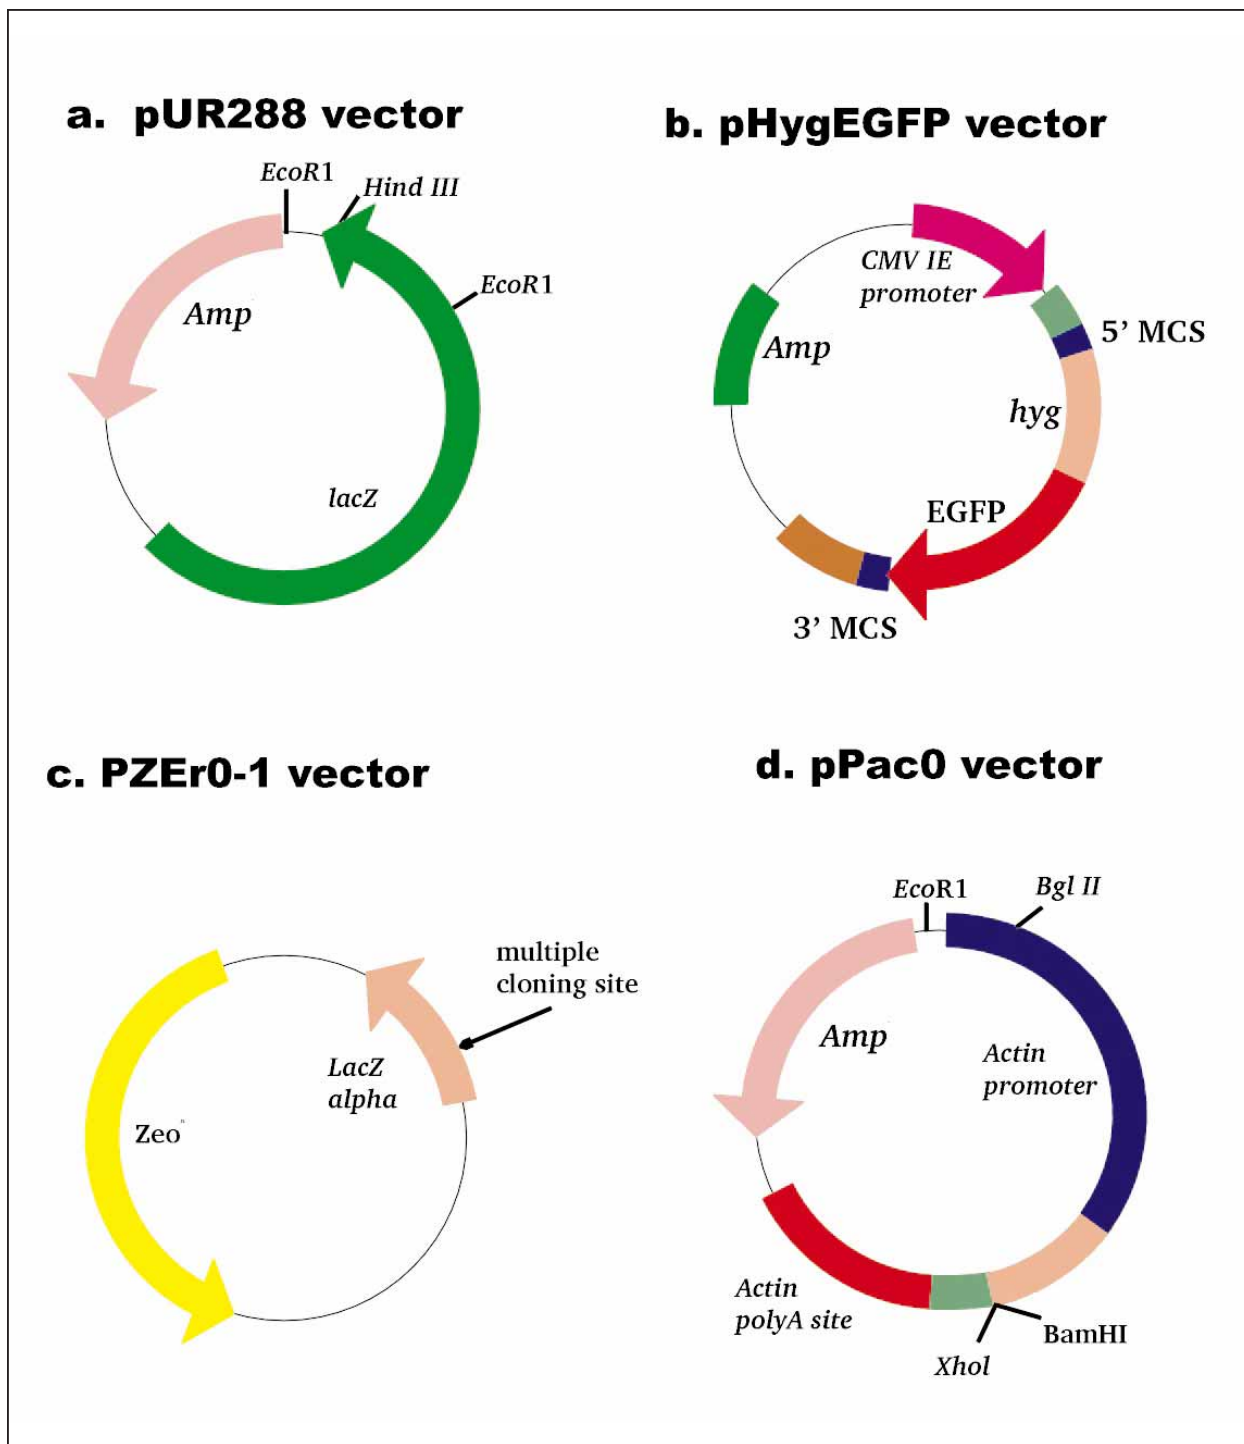 a. pUR288 vector
EcoR1
Hind III
EcoR1
Amp
lacZ
b. pHygEGFP vector
CMV IE
promoter
5’ MCS
Amp
hyg
EGFP
3’ MCS
c. PZEr0-1 vector
multiple
cloning site
LacZ
alpha
Zeo
d. pPac0 vector
EcoR1
Bgl II
Amp
Actin
promoter
Actin
polyA site
BamHI
Xhol